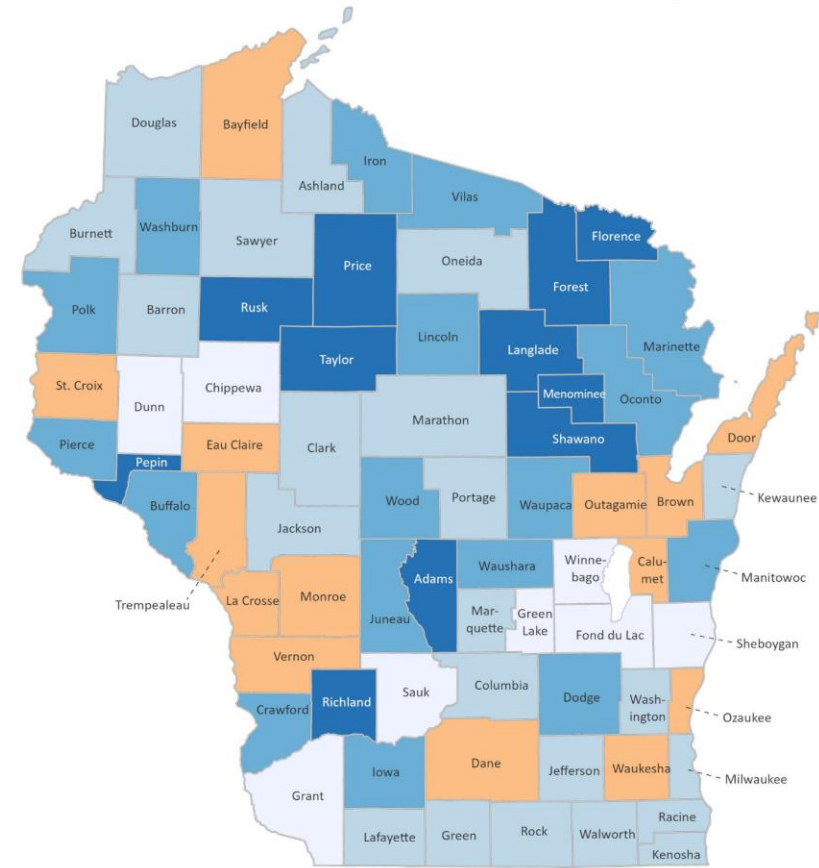 Douglas
Bayfield
Ashland
Iron
Vilas
Burnett
Washburn
Sawyer
Price
Oneida
Florence
Forest
Polk
Barron
Rusk
Taylor
Lincoln
Langlade
Marinette
St. Croix
Dunn
Chippewa
Menominee
Oconto
Marathon
Shawano
Pierce
Pepin
Eau Claire
Clark
Door
Buffalo
Wood
Portage
Waupaca
Outagamie
Brown
Kewaunee
Jackson
Trempealeau
La Crosse
Monroe
Juneau
Adams
Waushara
Winne-
bago
Calu-
met
Manitowoc
Mar-
quette
Green
Lake
Fond du Lac
Sheboygan
Vernon
Richland
Sauk
Columbia
Dodge
Wash-
ington
Ozaukee
Crawford
Grant
Iowa
Dane
Jefferson
Waukesha
Milwaukee
Lafayette
Green
Rock
Walworth
Racine
Kenosha